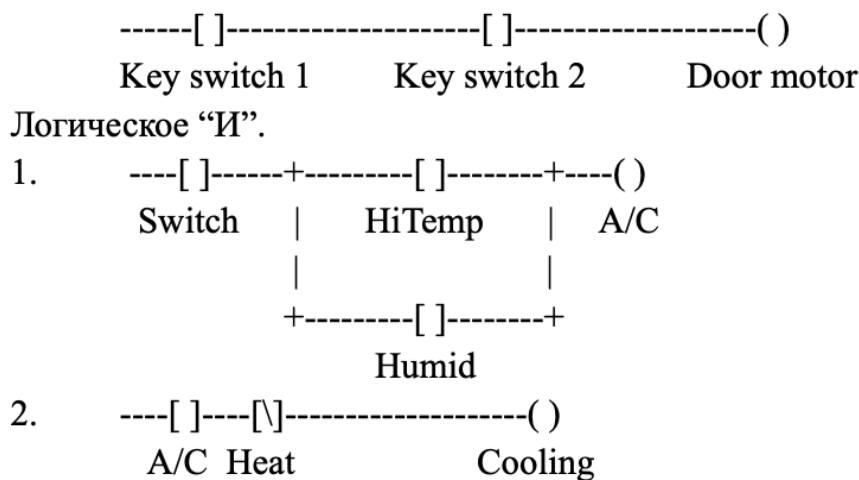 ------[ ]---------------------[ ]--------------------( )
Key switch 1 Key switch 2 Door motor
Логическое “И”.
1. ----[ ]------+---------[ ]--------+----( )
Switch | HiTemp | A/C
| |
+---------[ ]--------+
Humid
2. ----[ ]----[\]--------------------( )
A/C Heat Cooling